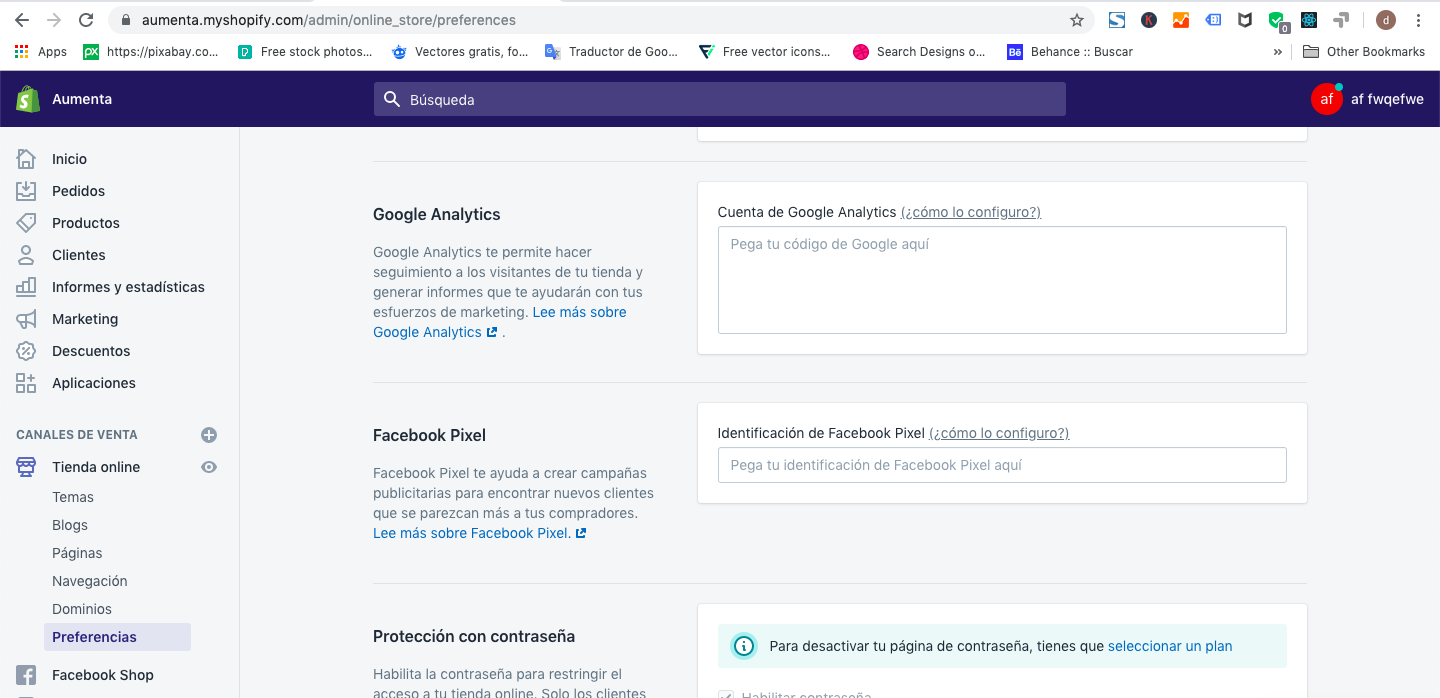 aumenta.myshopify.com/admin/online_store/preferences
0
d
Apps
https://pixabay.co...
Free stock photos...
Vectores gratis, fo...
Traductor de Goo...
Free vector icons...
Search Designs o...
Behance :: Buscar
»
Other Bookmarks
Aumenta
Búsqueda
af
af fwqefwe
Inicio
Pedidos
Productos
Clientes
Informes y estadísticas
Marketing
Descuentos
Aplicaciones
CANALES DE VENTA
Tienda online
Temas
Blogs
Páginas
Navegación
Dominios
Preferencias
Facebook Shop
Google Analytics
Google Analytics te permite hacer
seguimiento a los visitantes de tu tienda y
generar informes que te ayudarán con tus
esfuerzos de marketing. Lee más sobre
Google Analytics .
Cuenta de Google Analytics (¿cómo lo configuro?)
Pega tu código de Google aquí
Facebook Pixel
Facebook Pixel te ayuda a crear campañas
publicitarias para encontrar nuevos clientes
que se parezcan más a tus compradores.
Lee más sobre Facebook Pixel.
Identificación de Facebook Pixel (¿cómo lo configuro?)
Pega tu identificación de Facebook Pixel aquí
Protección con contraseña
Habilita la contraseña para restringir el
acceso a tu tienda online. Solo los clientes
Para desactivar tu página de contraseña, tienes que seleccionar un plan
Habilitar contraseña